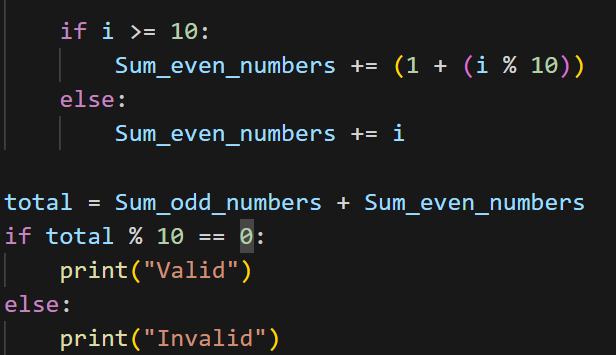 if i >= 10:
Sum_even_numbers += (1 + (i % 10))
else:
Sum_even_numbers += i
total = Sum_odd_numbers + Sum_even_numbers
if total % 10 == 0:
print("Valid")
else:
print("Invalid")